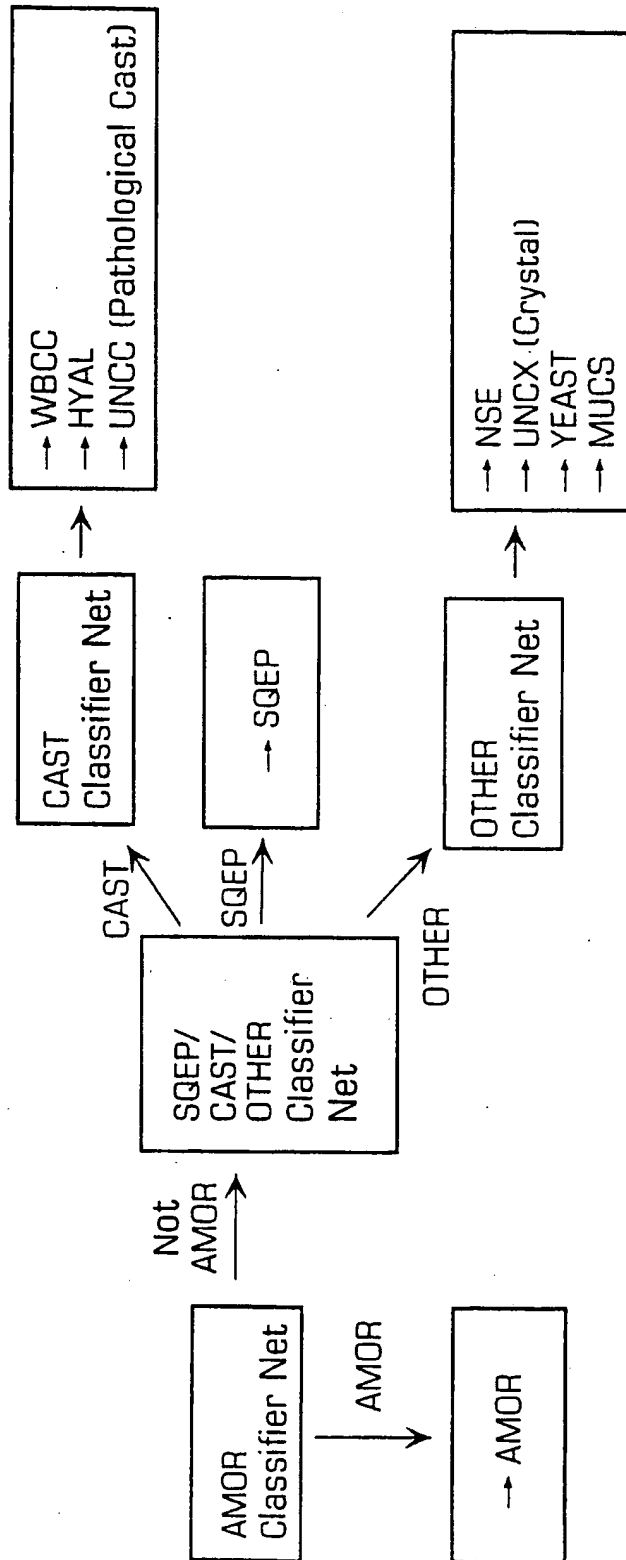 AMOR
Classifier Net
AMOR
→ AMOR
Not
AMOR
SQEP/
CAST/
OTHER
Classifier
Net
CAST
SQEP
OTHER
CAST
Classifier Net
→ SQEP
OTHER
Classifier Net
→ WBCC
→ HYAL
→ UNCC (Pathological Cast)
→ NSE
→ UNCX (Crystal)
→ YEAST
→ MUCS